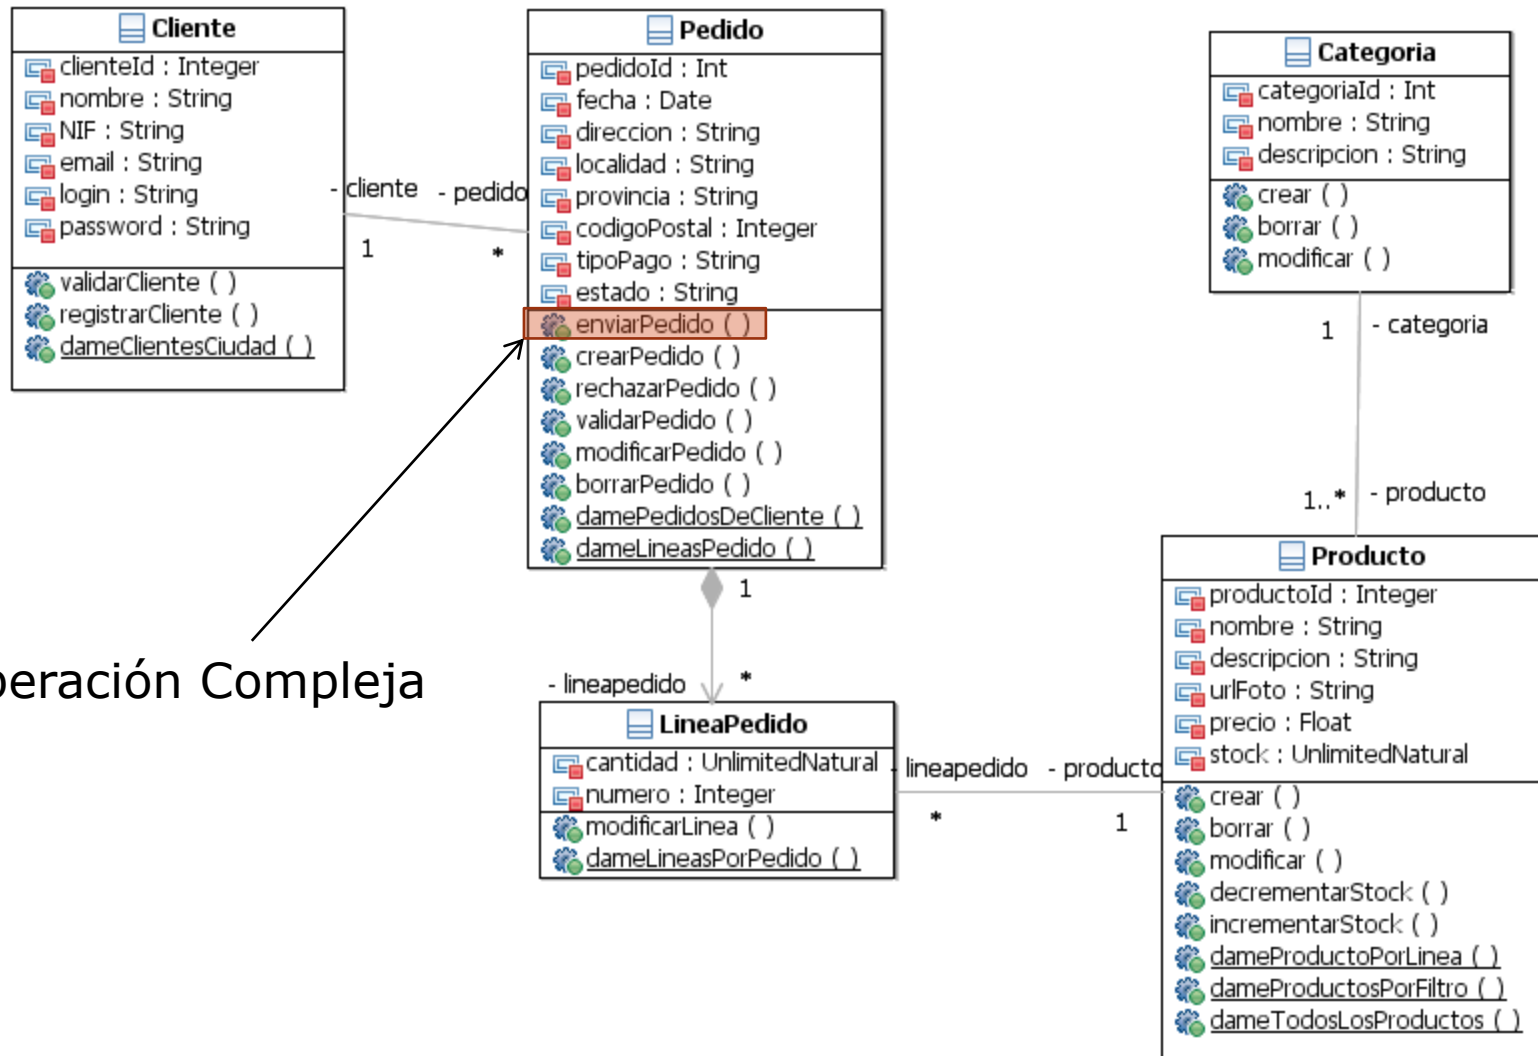 Cliente
clienteId : Integer
nombre : String
NIF : String
email : String
login : String
password : String
validarCliente ( )
registrarCliente ( )
dameClientesCiudad ( )
- cliente
1
- pedido
*
Pedido
pedidoId : Int
fecha : Date
direccion : String
localidad : String
provincia : String
codigoPostal : Integer
tipoPago : String
estado : String
enviarPedido ( )
crearPedido ( )
rechazarPedido ( )
validarPedido ( )
modificarPedido ( )
borrarPedido ( )
damePedidosDeCliente ( )
dameLineasPedido ( )
Categoria
categoriaId : Int
nombre : String
descripcion : String
crear ( )
borrar ( )
modificar ( )
1
- categoria
1..*
- producto
peración Compleja
1
- lineapedido
*
LineaPedido
cantidad : UnlimitedNatural
numero : Integer
modificarLinea ( )
dameLineasPorPedido ( )
- lineapedido
*
- producto
1
Producto
productoId : Integer
nombre : String
descripcion : String
urlFoto : String
precio : Float
stock : UnlimitedNatural
crear ( )
borrar ( )
modificar ( )
decrementarStock ( )
incrementarStock ( )
dameProductoPorLinea ( )
dameProductosPorFiltro ( )
dameTodosLosProductos ( )